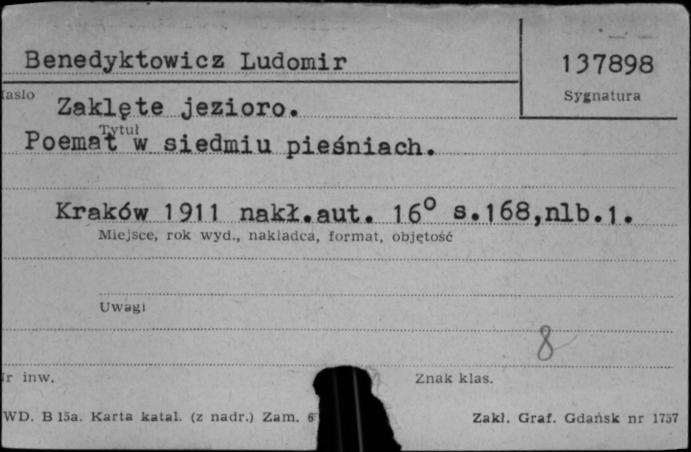 Benedyktowicz Ludomir
137898
Sygnatura
Zaklęte jezioro.
Tytuł
Poemat w siedmiu pieśniach.
Kraków 1911 nakł.aut. 16° s.168,nlb.1.
Miejsce, rok wyd., nakładca, format, objętość
Uwagi
8
inw.
Znak klas.
WD. B 15a. Karta katal. (z nadr.) Zam. 6
Zakł. Graf. Gdańsk nr 1757